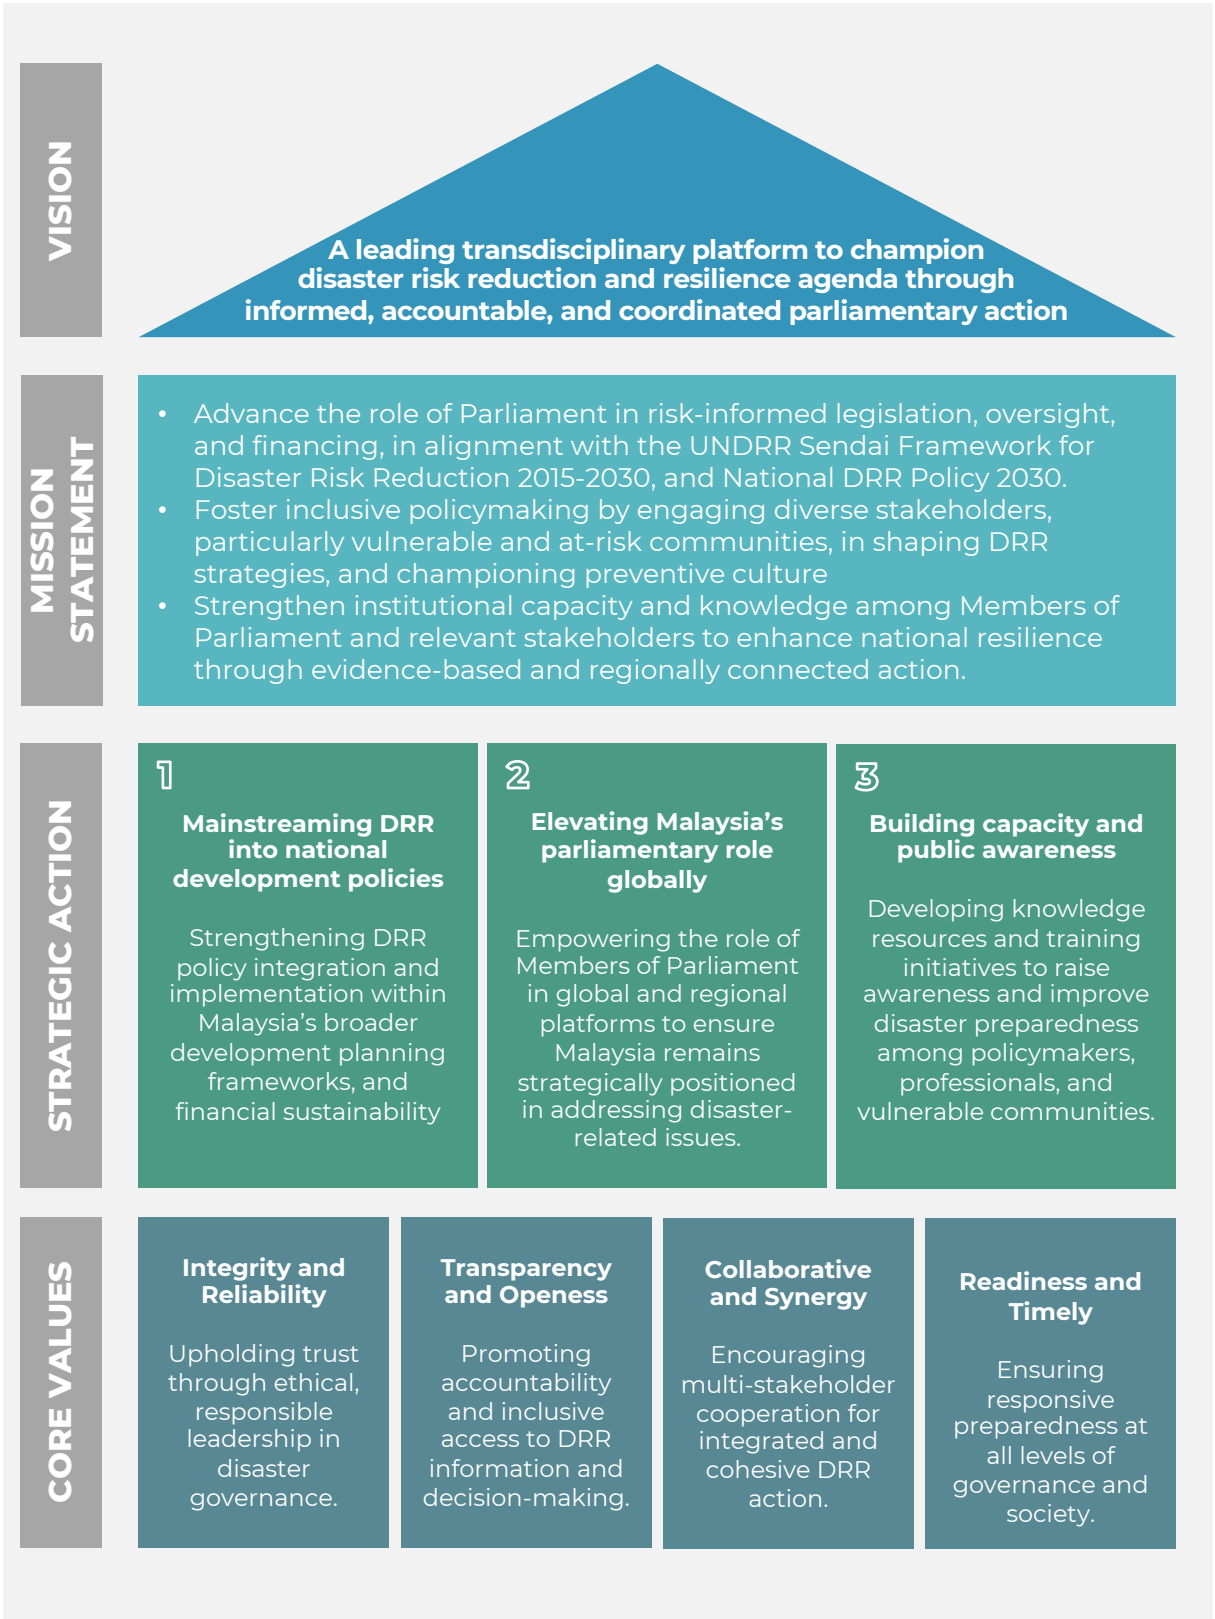 VISION
A leading transdisciplinary platform to champion
disaster risk reduction and resilience agenda through
informed, accountable, and coordinated parliamentary action
MISSION
STATEMENT
• Advance the role of Parliament in risk-informed legislation, oversight,
and financing, in alignment with the UNDRR Sendai Framework for
Disaster Risk Reduction 2015-2030, and National DRR Policy 2030.
• Foster inclusive policymaking by engaging diverse stakeholders,
particularly vulnerable and at-risk communities, in shaping DRR
strategies, and championing preventive culture
• Strengthen institutional capacity and knowledge among Members of
Parliament and relevant stakeholders to enhance national resilience
through evidence-based and regionally connected action.
STRATEGIC ACTION
1
Mainstreaming DRR
into national
development policies
Strengthening DRR
policy integration and
implementation within
Malaysia's broader
development planning
frameworks, and
financial sustainability
2
Elevating Malaysia's
parliamentary role
globally
Empowering the role of
Members of Parliament
in global and regional
platforms to ensure
Malaysia remains
strategically positioned
in addressing disaster-
related issues.
3
Building capacity and
public awareness
Developing knowledge
resources and training
initiatives to raise
awareness and improve
disaster preparedness
among policymakers,
professionals, and
vulnerable communities.
CORE VALUES
Integrity and
Reliability
Upholding trust
through ethical,
responsible
leadership in
disaster
governance.
Transparency
and Openess
Promoting
accountability
and inclusive
access to DRR
information and
decision-making.
Collaborative
and Synergy
Encouraging
multi-stakeholder
cooperation for
integrated and
cohesive DRR
action.
Readiness and
Timely
Ensuring
responsive
preparedness at
all levels of
governance and
society.